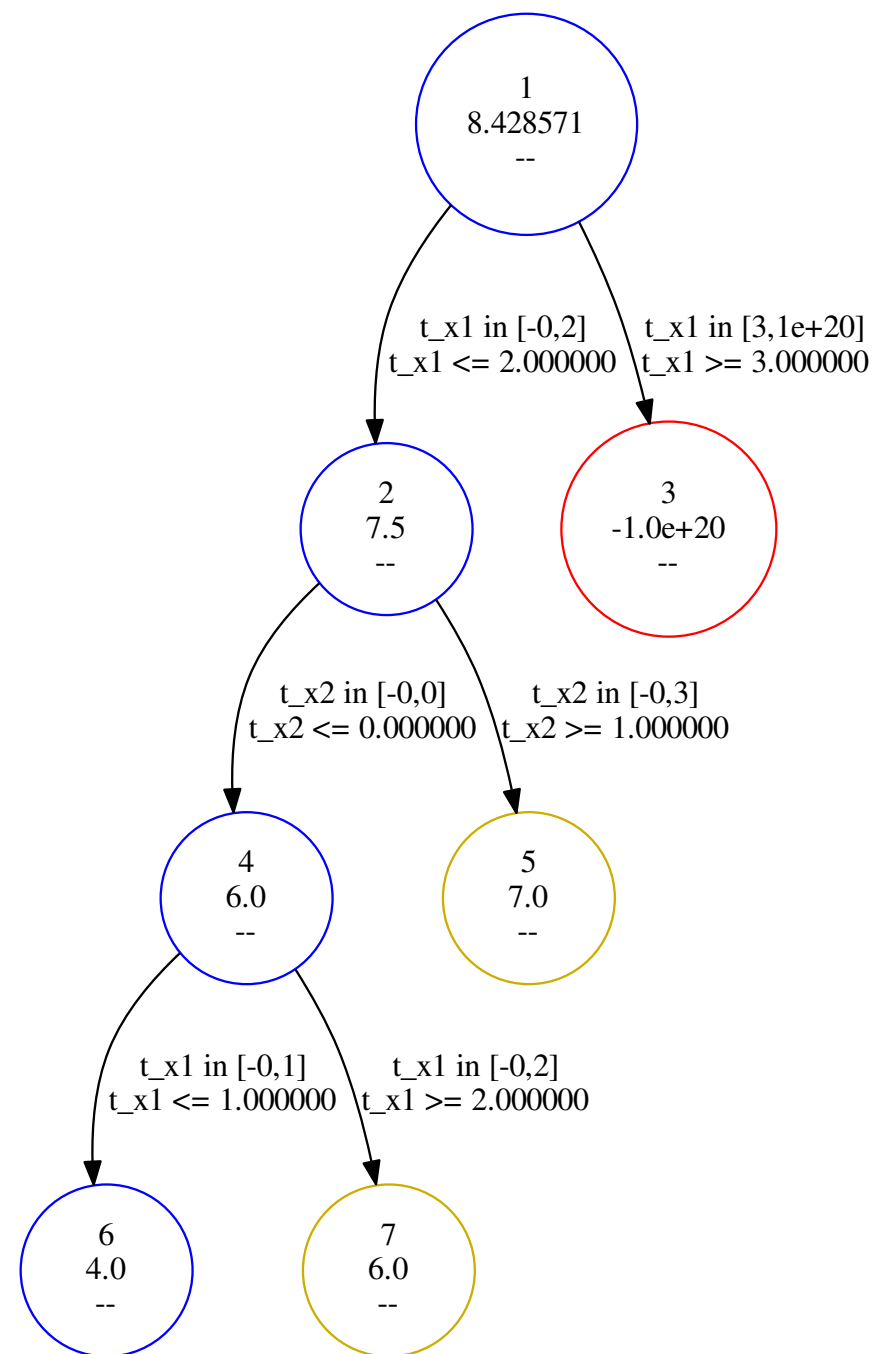 1
8.428571
--
t_x1 in [-0,2]
t_x1 <= 2.000000
t_x1 in [3,1e+20]
t_x1 >= 3.000000
2
7.5
--
3
-1.0e+20
--
t_x2 in [-0,0]
t_x2 <= 0.000000
t_x2 in [-0,3]
t_x2 >= 1.000000
4
6.0
--
5
7.0
--
t_x1 in [-0,1]
t_x1 <= 1.000000
t_x1 in [-0,2]
t_x1 >= 2.000000
6
4.0
--
7
6.0
--